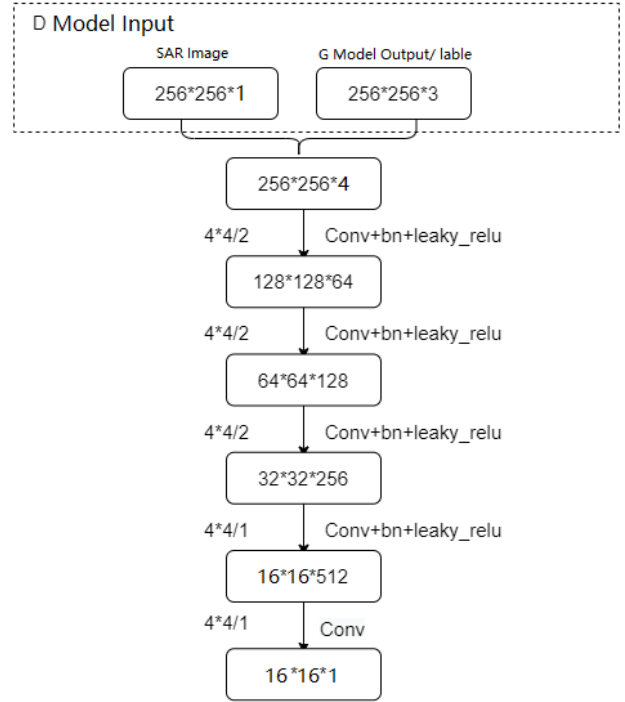 D Model Input
SAR Image
G Model Output/ lable
256*256*1
256*256*3
256*256*4
4*4/2
Conv+bn+leaky_relu
128*128*64
4*4/2
Conv+bn+leaky_relu
64*64*128
4*4/2
Conv+bn+leaky_relu
32*32*256
4*4/1
Conv+bn+leaky_relu
16*16*512
4*4/1
Conv
16*16*1